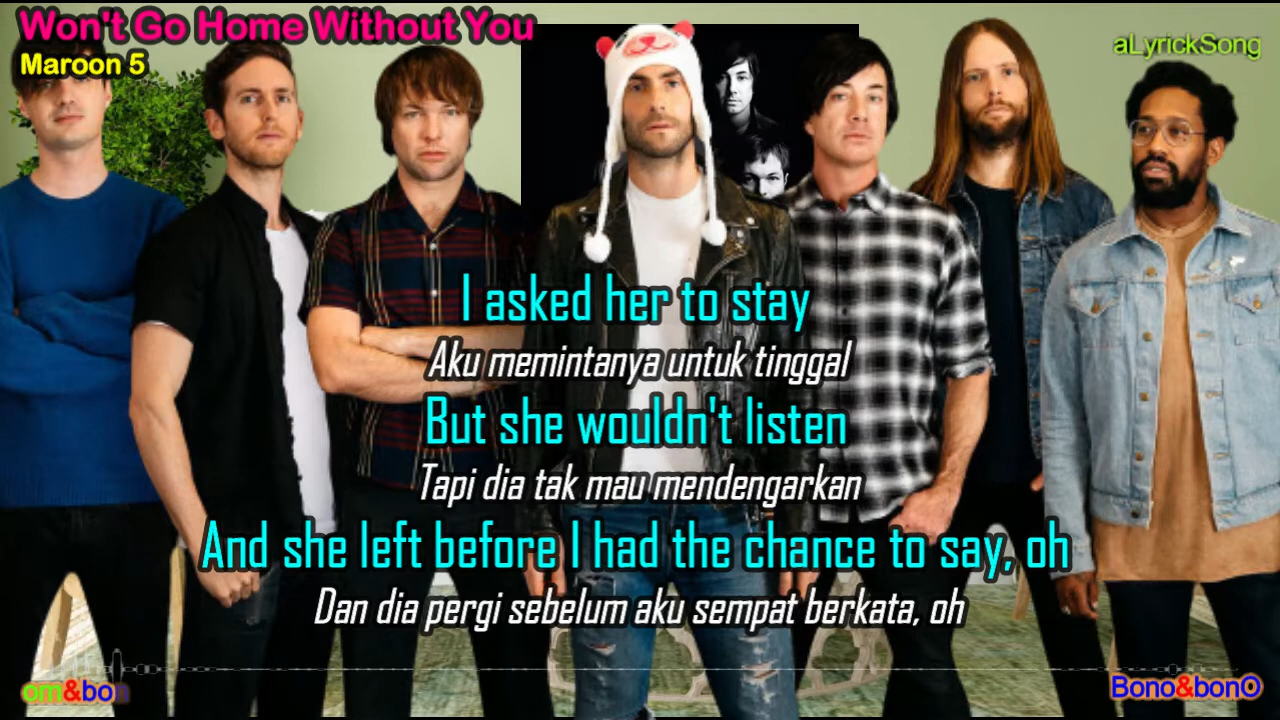 Won't Go Home Without You
Maroon 5
aLyrickSong
I asked her to stay
Aku memintanya untuk tinggal
But she wouldn't listen
Tapi dia tak mau mendengarkan
And she left before I had the chance to say, oh
Dan dia pergi sebelum aku sempat berkata, oh
om&bon
Bono&bonO